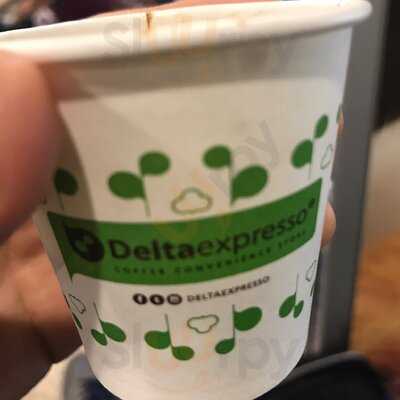 Deltaexpresso
COFFEE CONVENIENCE STORE
DELTAEXPRESSO